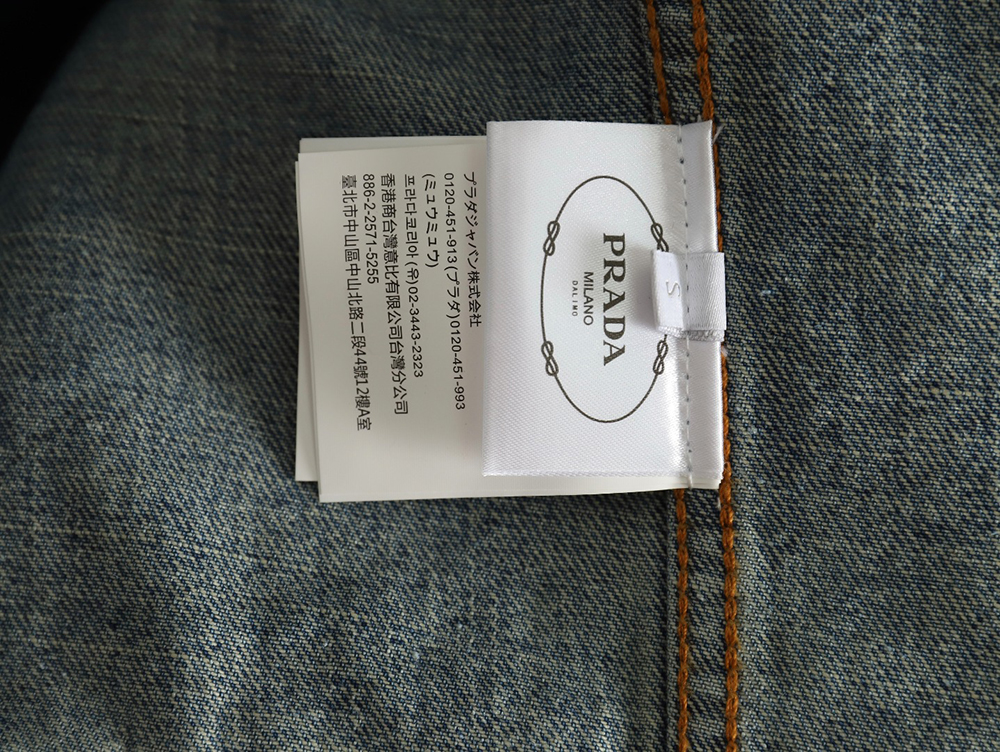 PRADA
MILANO
DALIMO
S
プラダジャパン株式会社
0120-451-913 (プラダ)0120-451-993
(ミュウミュウ)
프라다코리아 (유)02-3443-2323
香港商台灣意比有限公司台灣分公司
886-2-2571-5255
臺北市中山區中山北路二段44號12樓A室